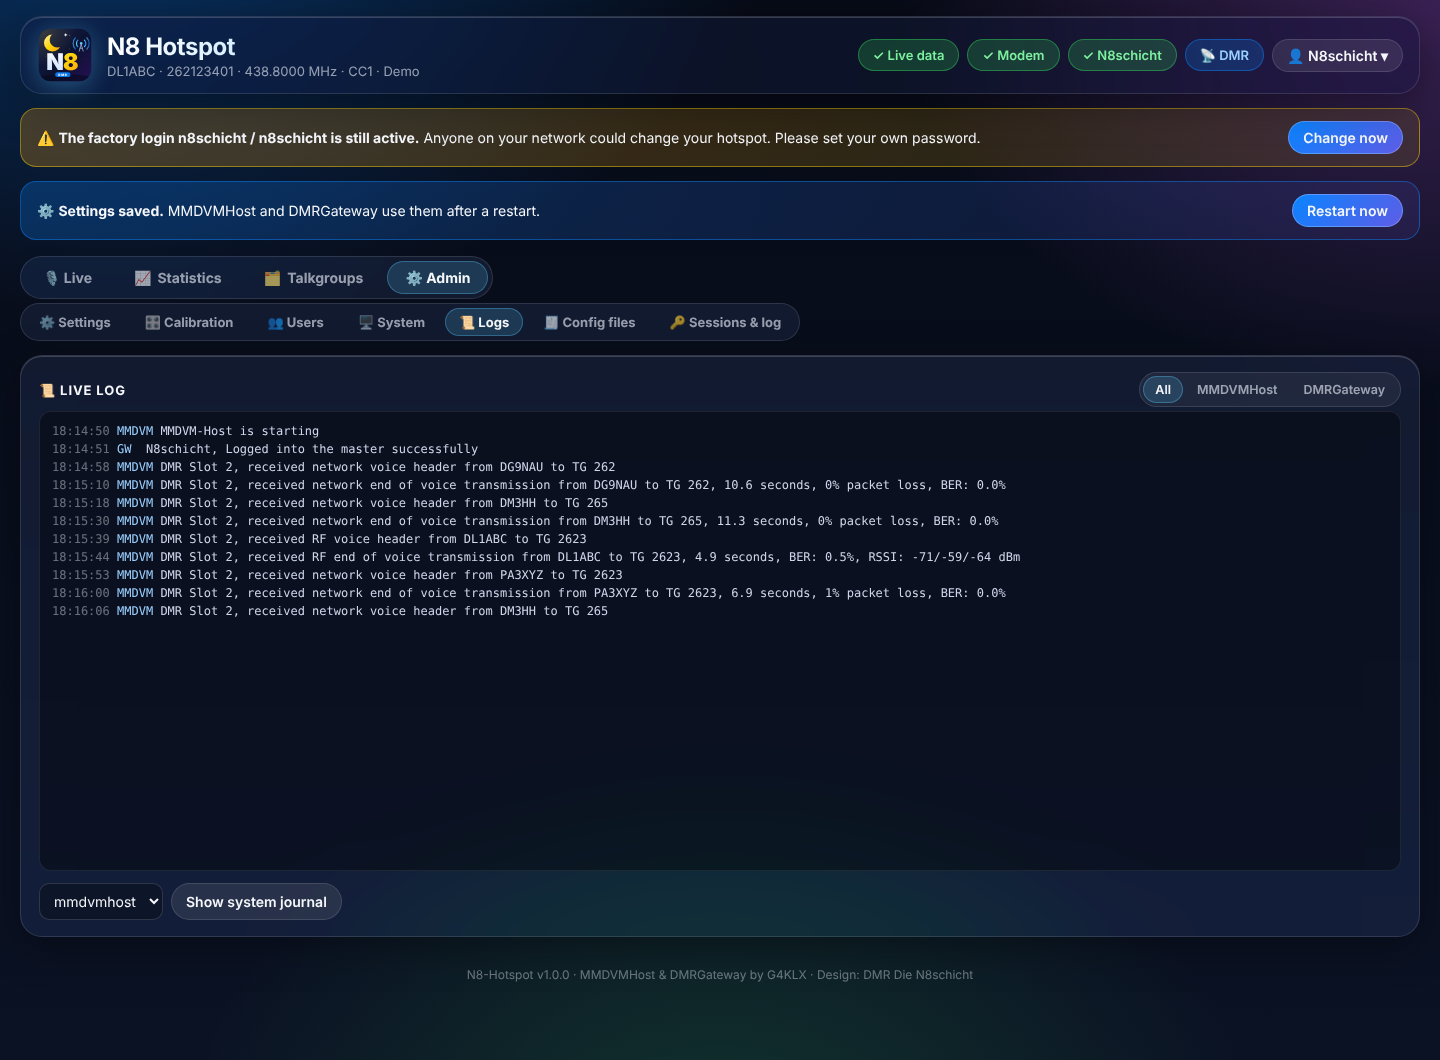 N8
DMR
N8 Hotspot
DL1ABC · 262123401 · 438.8000 MHz · CC1 · Demo
✓ Live data
✓ Modem
✓ N8schicht
📡 DMR
👤 N8schicht ▾
⚠️ The factory login n8schicht / n8schicht is still active. Anyone on your network could change your hotspot. Please set your own password.
Change now
⚙️ Settings saved. MMDVMHost and DMRGateway use them after a restart.
Restart now
🎙️ Live
📈 Statistics
🗂️ Talkgroups
⚙️ Admin
⚙️ Settings
🎛️ Calibration
👥 Users
🖥️ System
📜 Logs
🧾 Config files
🔑 Sessions & log
📜 LIVE LOG
All
MMDVMHost
DMRGateway
18:14:50 MMDVM MMDVM-Host is starting
18:14:51 GW  N8schicht, Logged into the master successfully
18:14:58 MMDVM DMR Slot 2, received network voice header from DG9NAU to TG 262
18:15:10 MMDVM DMR Slot 2, received network end of voice transmission from DG9NAU to TG 262, 10.6 seconds, 0% packet loss, BER: 0.0%
18:15:18 MMDVM DMR Slot 2, received network voice header from DM3HH to TG 265
18:15:30 MMDVM DMR Slot 2, received network end of voice transmission from DM3HH to TG 265, 11.3 seconds, 0% packet loss, BER: 0.0%
18:15:39 MMDVM DMR Slot 2, received RF voice header from DL1ABC to TG 2623
18:15:44 MMDVM DMR Slot 2, received RF end of voice transmission from DL1ABC to TG 2623, 4.9 seconds, BER: 0.5%, RSSI: -71/-59/-64 dBm
18:15:53 MMDVM DMR Slot 2, received network voice header from PA3XYZ to TG 2623
18:16:00 MMDVM DMR Slot 2, received network end of voice transmission from PA3XYZ to TG 2623, 6.9 seconds, 1% packet loss, BER: 0.0%
18:16:06 MMDVM DMR Slot 2, received network voice header from DM3HH to TG 265
mmdvmhost
Show system journal
N8-Hotspot v1.0.0 · MMDVMHost & DMRGateway by G4KLX · Design: DMR Die N8schicht